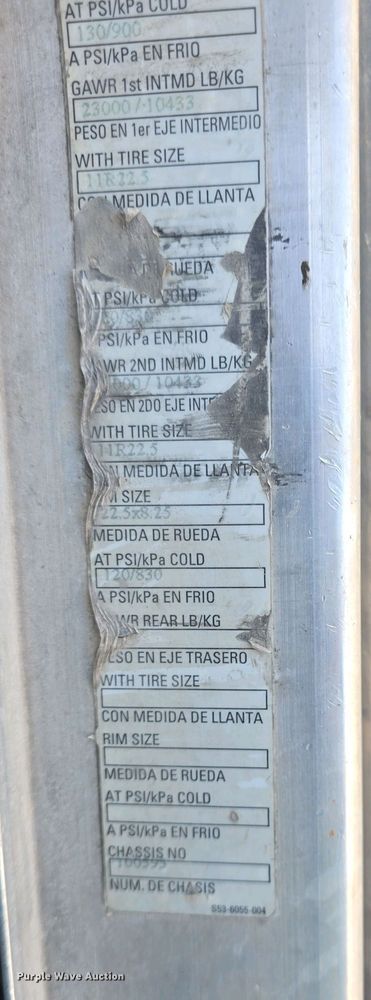 AT PSI/kPa COLD
130/900
A PSI/kPa EN FRIO
GAWR 1st INTMD LB/KG
23000/10433
PESO EN 1er EJE INTERMEDIO
WITH TIRE SIZE
11R22.5
MEDIDA DE LLANTA
RUEDA
PSI/kPa COLD
PSI/kPa EN FRIO
WR 2ND INTMD LB/KG
000/10433
SO EN 2DO EJE INTE
WITH TIRE SIZE
11R22.5
N MEDIDA DE LLANTA
M SIZE
22.5x8.25
MEDIDA DE RUEDA
AT PSI/kPa COLD
120/830
A PSI/kPa EN FRIO
WR REAR LB/KG
ESO EN EJE TRASERO
WITH TIRE SIZE
CON MEDIDA DE LLANTA
RIM SIZE
MEDIDA DE RUEDA
AT PSI/kPa COLD
A PSI/kPa EN FRIO
CHASSIS NO
NUM. DE CHASIS
S53-6055-004
Purple Wave Auction